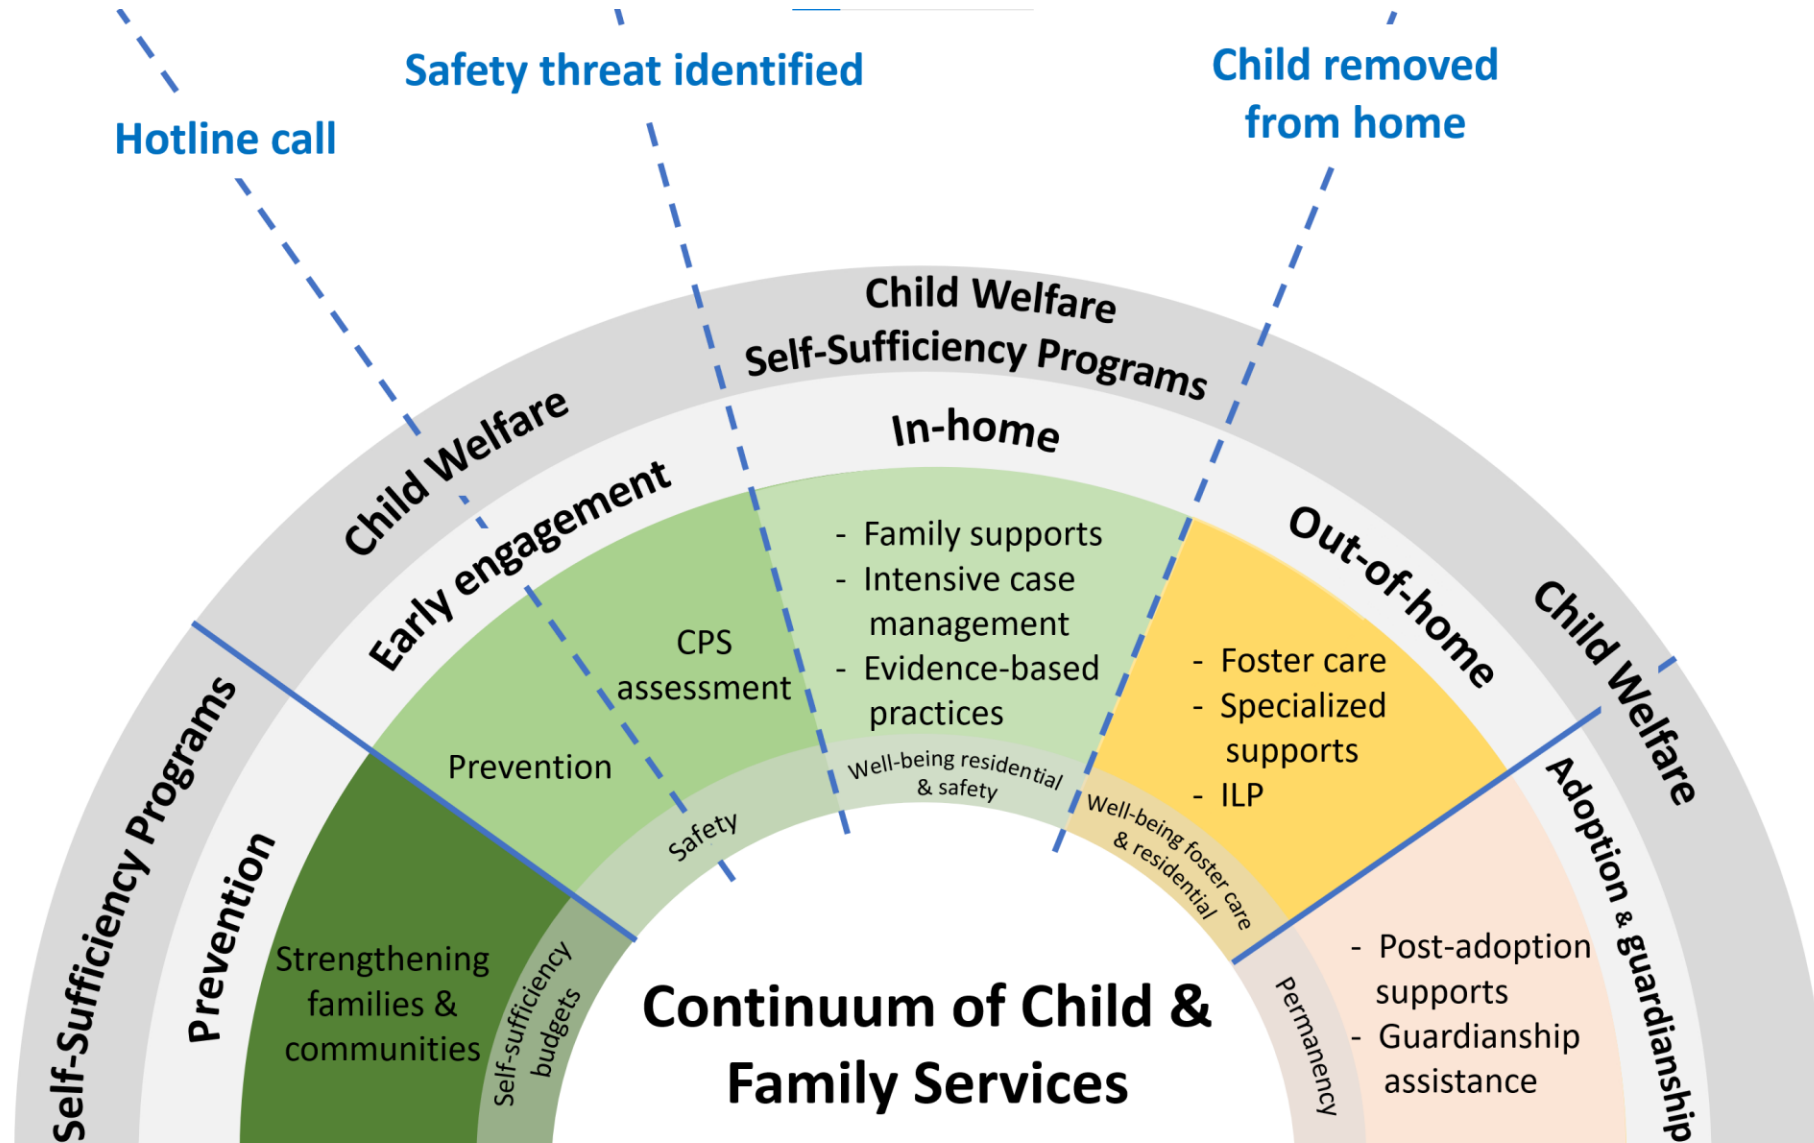 Hotline call
Safety threat identified
Child removed
from home
Self-Sufficiency Programs
Child Welfare
Child Welfare
Self-Sufficiency Programs
Child Welfare
Prevention
Early engagement
In-home
Out-of-home
Adoption & guardianship
Strengthening
families &
communities
Prevention
CPS
assessment
- Family supports
- Intensive case
management
- Evidence-based
practices
- Foster care
- Specialized
supports
- ILP
- Post-adoption
supports
- Guardianship
assistance
Self-sufficiency
budgets
Safety
Well-being residential
& safety
Well-being foster care
& residential
Permanency
Continuum of Child &
Family Services